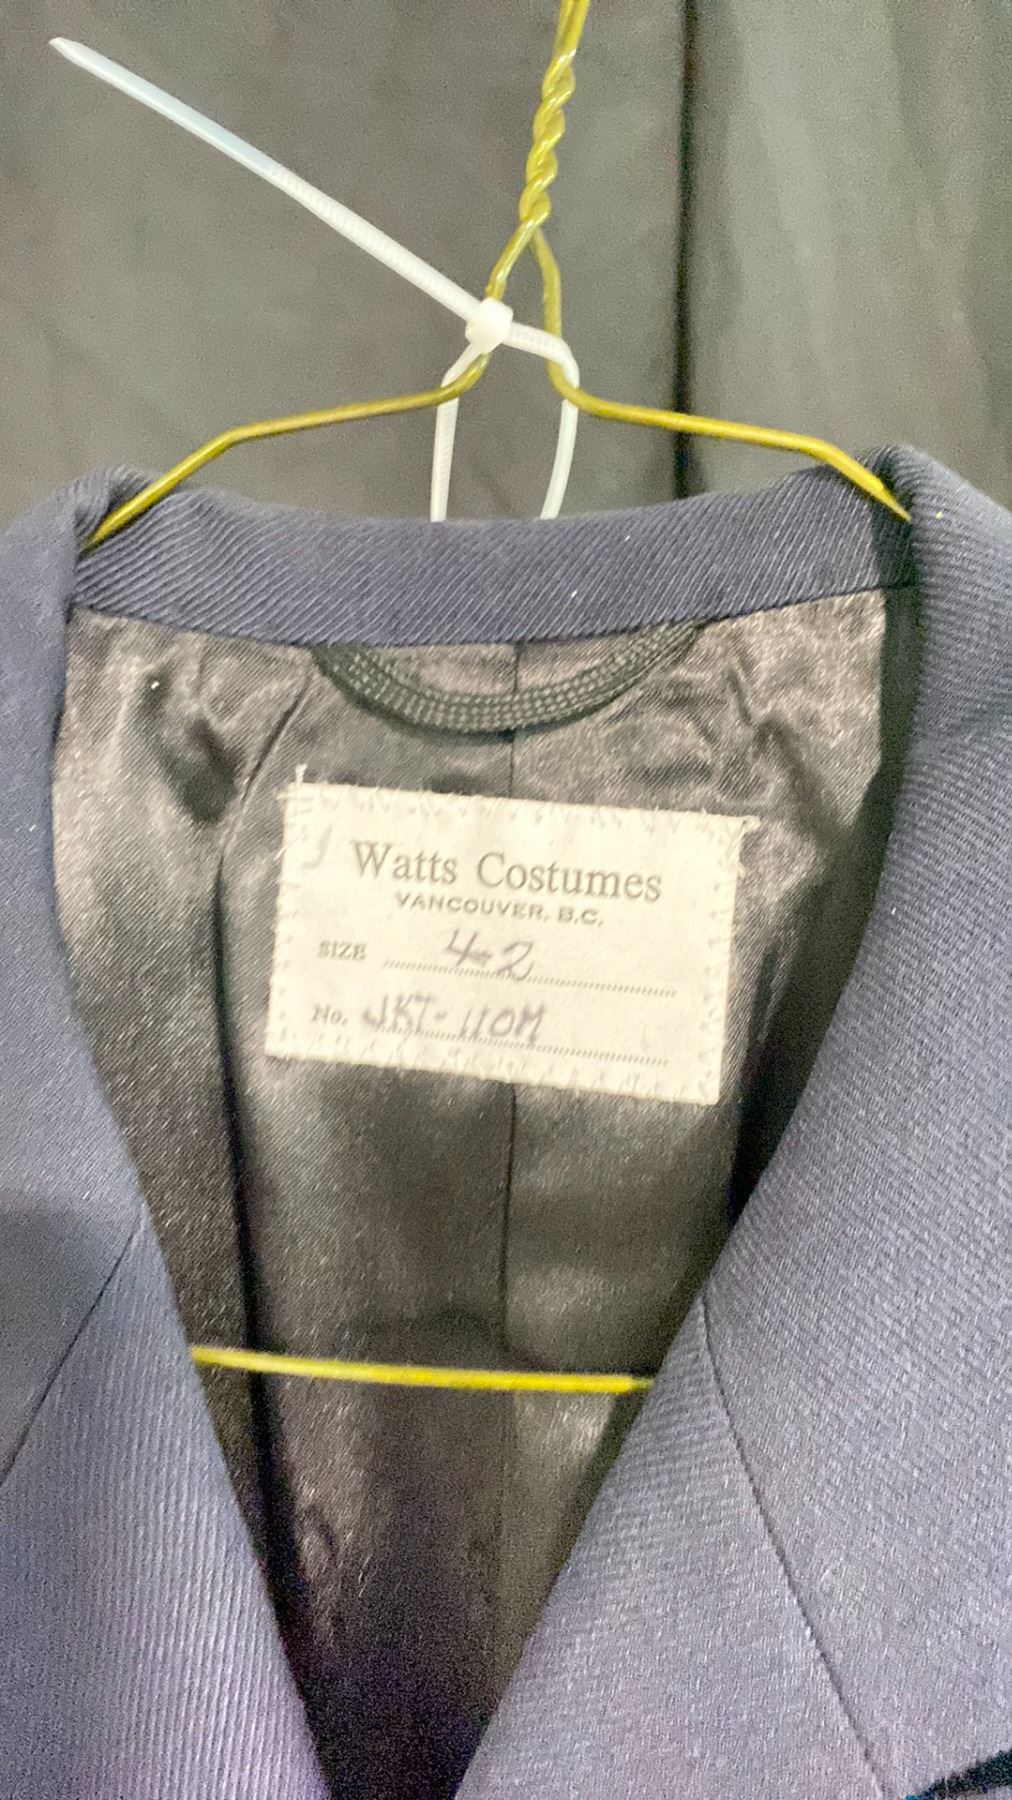 Watts Costumes
VANCOUVER, B.C.
SIZE 42
No. JKT-110M